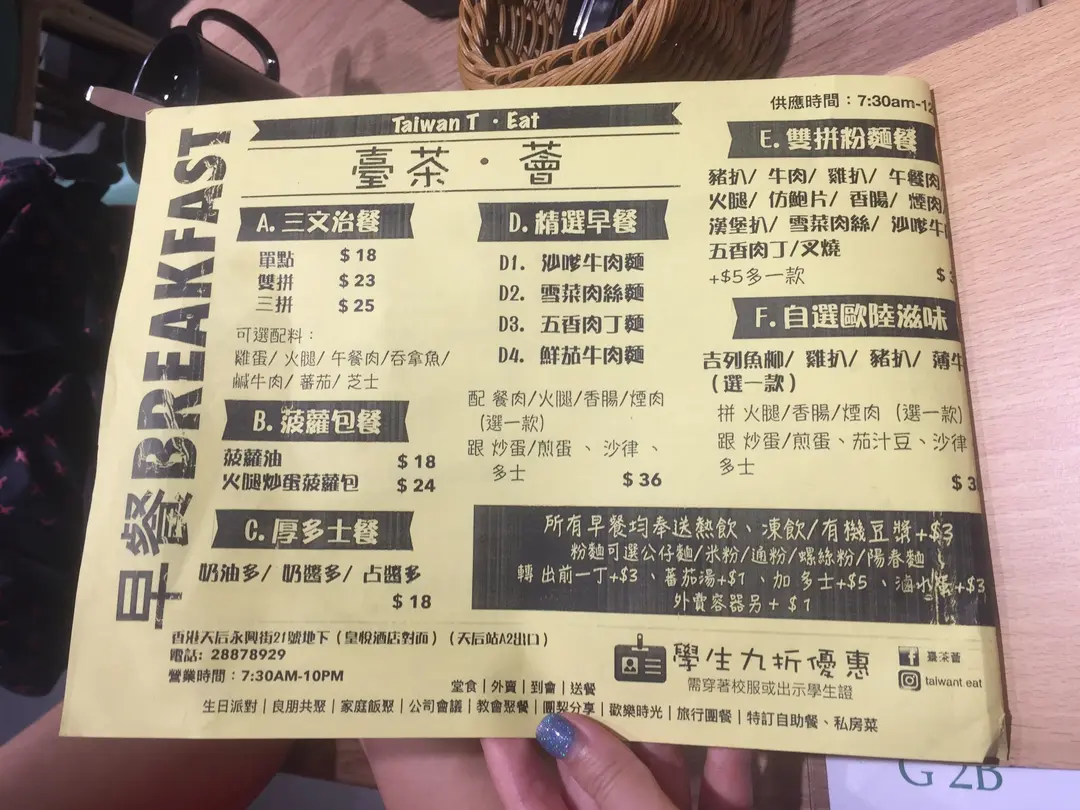 早餐 BREAKFAST
Taiwan T · Eat
臺茶·薈
A. 三文治餐
單點 $18
雙拼 $23
三拼 $25
可選配料：
雞蛋/火腿/午餐肉/吞拿魚/
鹹牛肉/蕃茄/芝士
B. 菠蘿包餐
菠蘿油 $18
火腿炒蛋菠蘿包 $24
C. 厚多士餐
奶油多/奶醬多/占醬多
$18
D. 精選早餐
D1. 沙嗲牛肉麵
D2. 雪菜肉絲麵
D3. 五香肉丁麵
D4. 鮮茄牛肉麵
配 餐肉/火腿/香腸/煙肉
（選一款）
跟 炒蛋/煎蛋、沙律、
多士 $36
供應時間：7:30am-12
E. 雙拼粉麵餐
豬扒/牛肉/雞扒/午餐肉/
火腿/仿鮑片/香腸/煙肉/
漢堡扒/雪菜肉絲/沙嗲牛
五香肉丁/叉燒
+$5多一款 $3
F. 自選歐陸滋味
吉列魚柳/雞扒/豬扒/薄牛
（選一款）
拼 火腿/香腸/煙肉（選一款）
跟 炒蛋/煎蛋、茄汁豆、沙律
多士 $3
所有早餐均奉送熱飲、凍飲/有機豆漿+$3
粉麵可選公仔麵/米粉/通粉/螺絲粉/陽春麵
轉出前一丁+$3、蕃茄湯+$1、加多士+$5、滷水蛋+$3
外賣容器另+$1
香港天后永興街21號地下（皇悅酒店對面）（天后站A2出口）
電話：28878929
營業時間：7:30AM-10PM
學生九折優惠
需穿著校服或出示學生證
臺茶薈
taiwant eat
堂食｜外賣｜到會｜送餐
生日派對｜良朋共聚｜家庭飯聚｜公司會議｜教會聚餐｜團契分享｜歡樂時光｜旅行團餐｜特訂自助餐、私房菜
G 2B